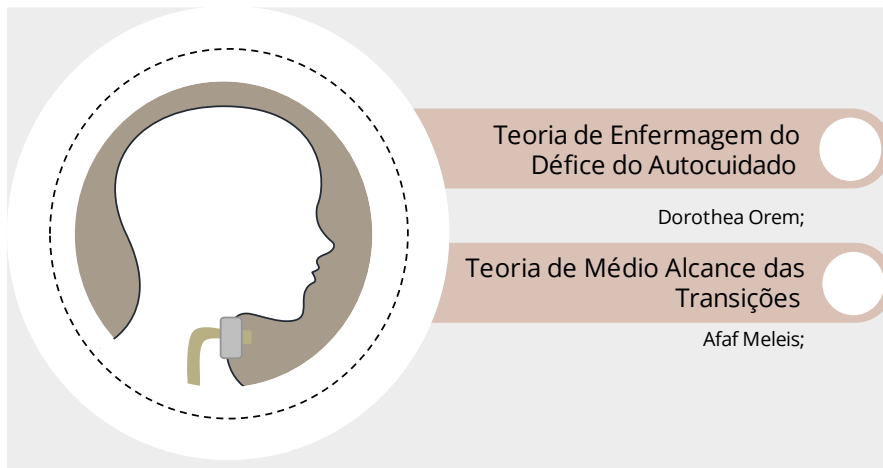 Teoria de Enfermagem do
Défice do Autocuidado
Dorothea Orem;
Teoria de Médio Alcance das
Transições
Afaf Meleis;